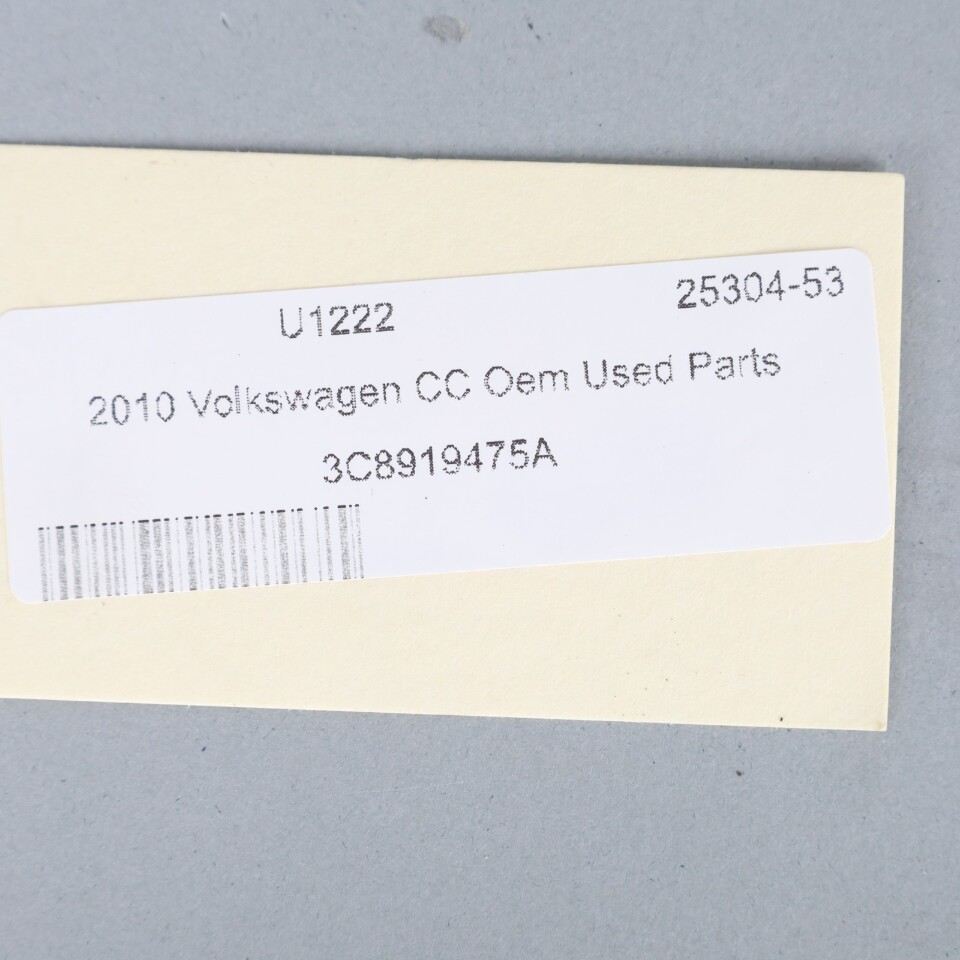 U1222 25304-53
2010 Volkswagen CC Oem Used Parts
3C8919475A